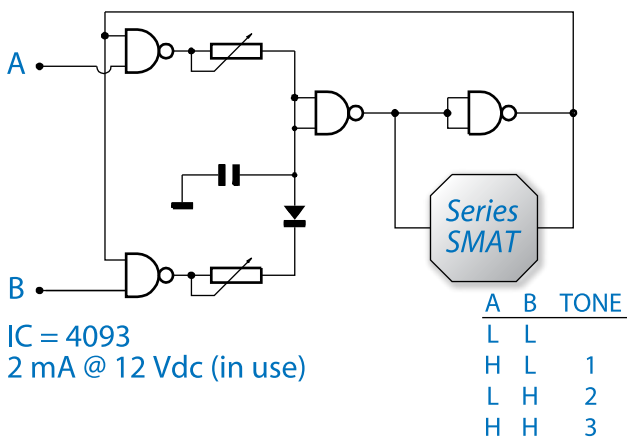 A
Series
SMAT
B
IC = 4093
2 mA @ 12 Vdc (in use)
A B TONE
L L
H L 1
L H 2
H H 3